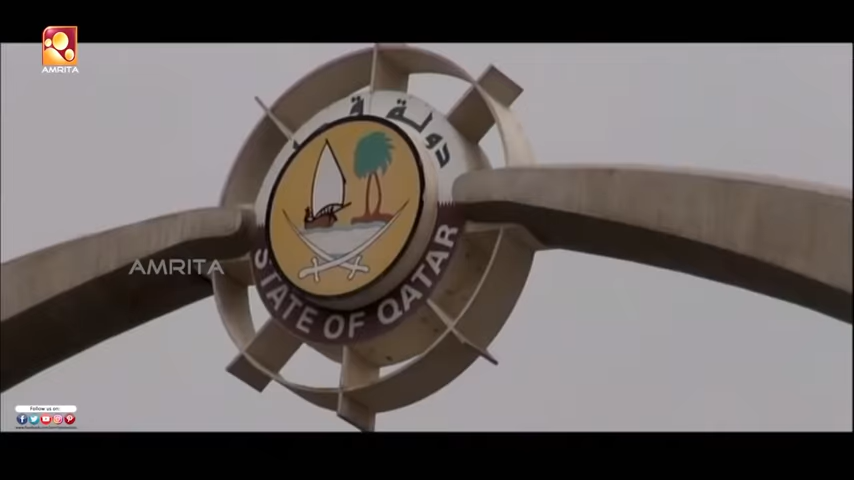 AMRITA
دولة قطر
AMRITA
STATE OF QATAR
Follow us on: